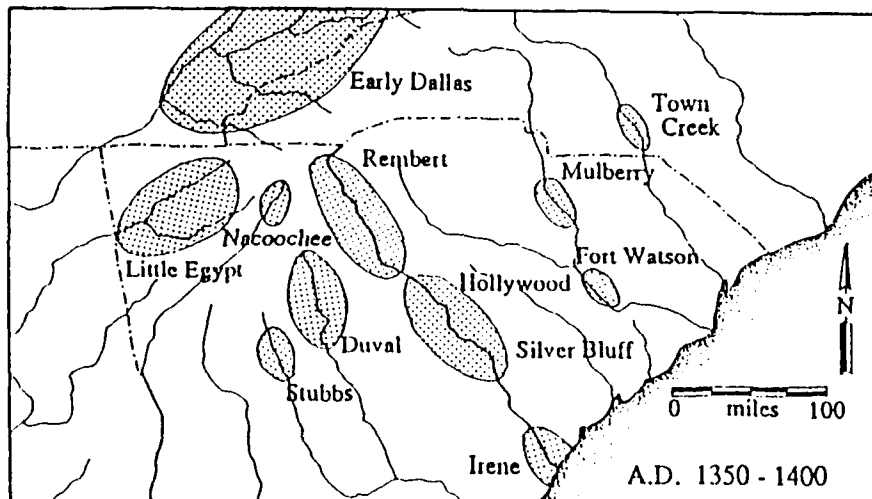 Early Dallas
Town
Creek
Rembert
Mulberry
Nacoochee
Fort Watson
Little Egypt
Hollywood
N
Duval
Silver Bluff
Stubbs
0 miles 100
Irene
A.D. 1350 - 1400